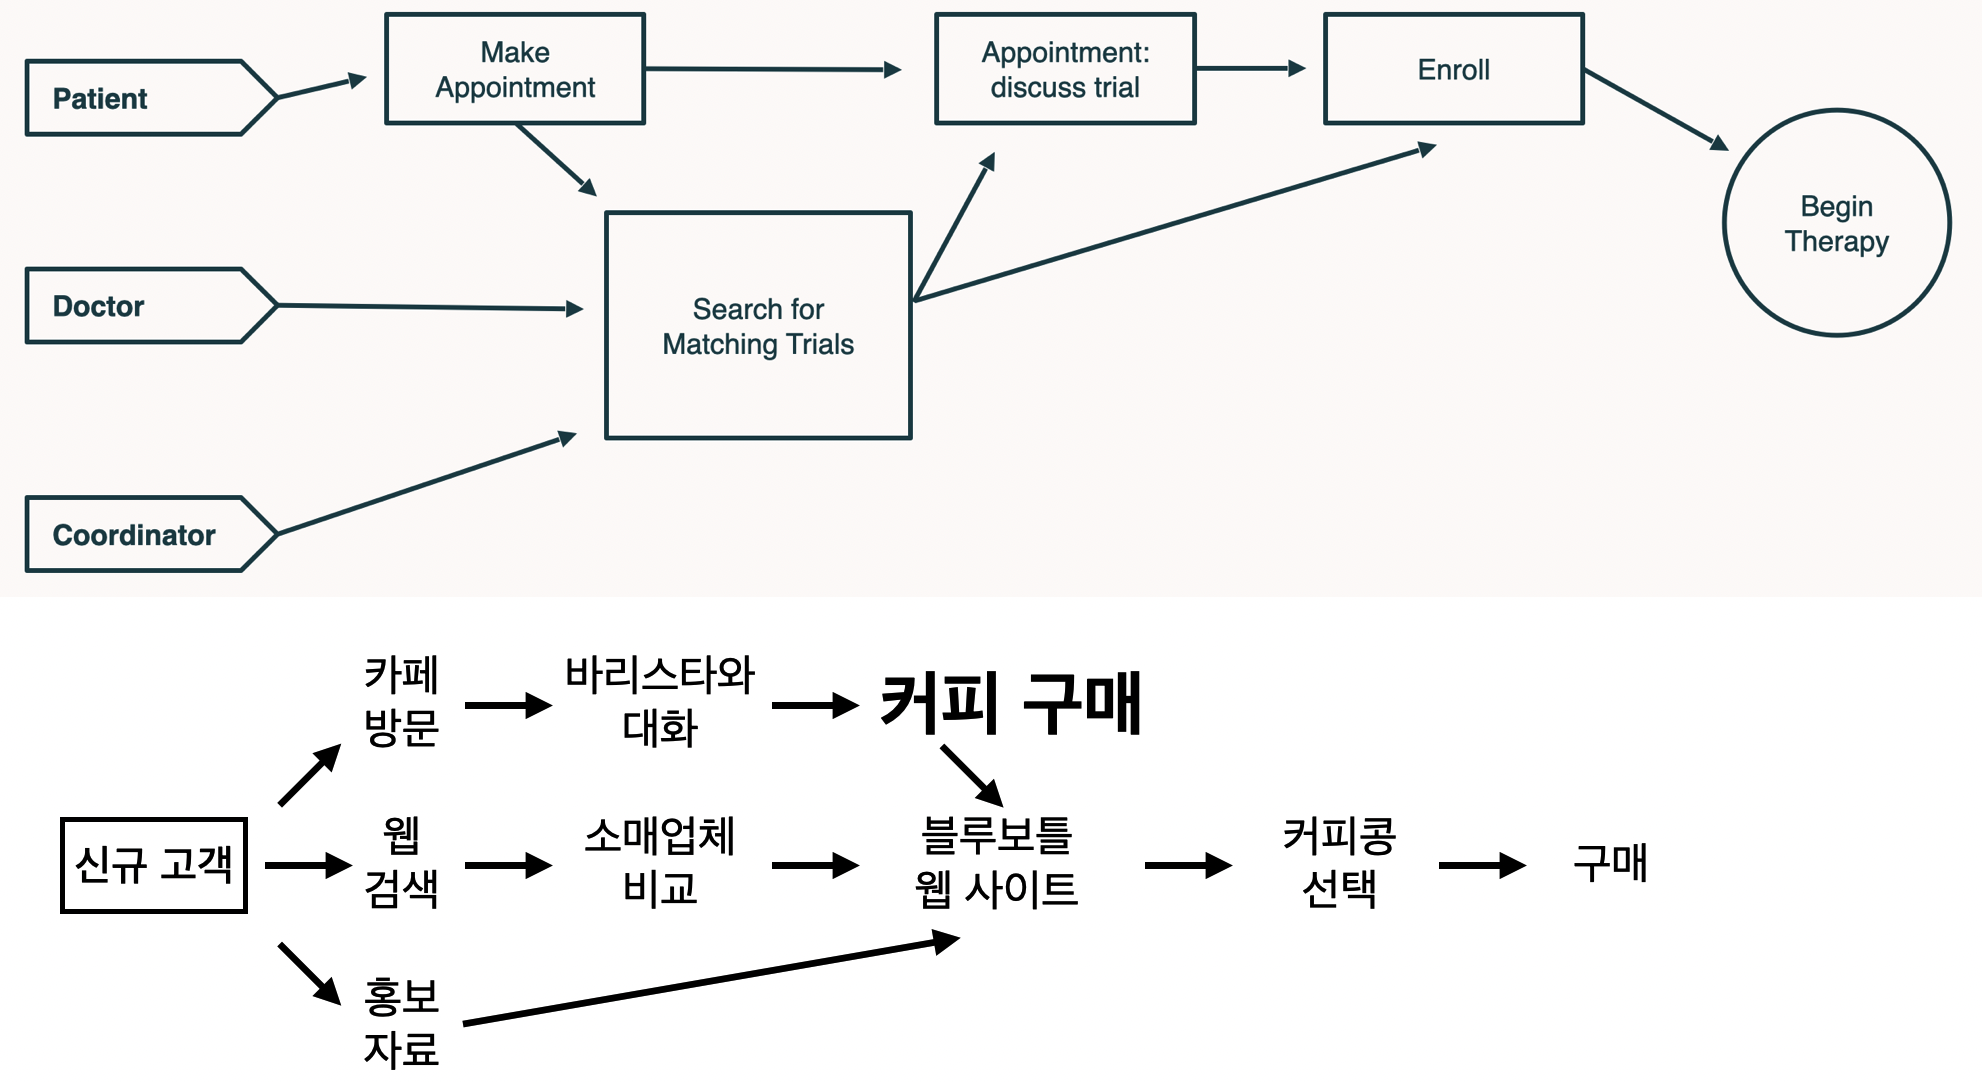 Patient
Make
Appointment
Appointment:
discuss trial
Enroll
Begin
Therapy
Doctor
Search for
Matching Trials
Coordinator
카페
방문
바리스타와
대화
커피 구매
신규 고객
웹
검색
소매업체
비교
블루보틀
웹 사이트
커피콩
선택
구매
홍보
자료